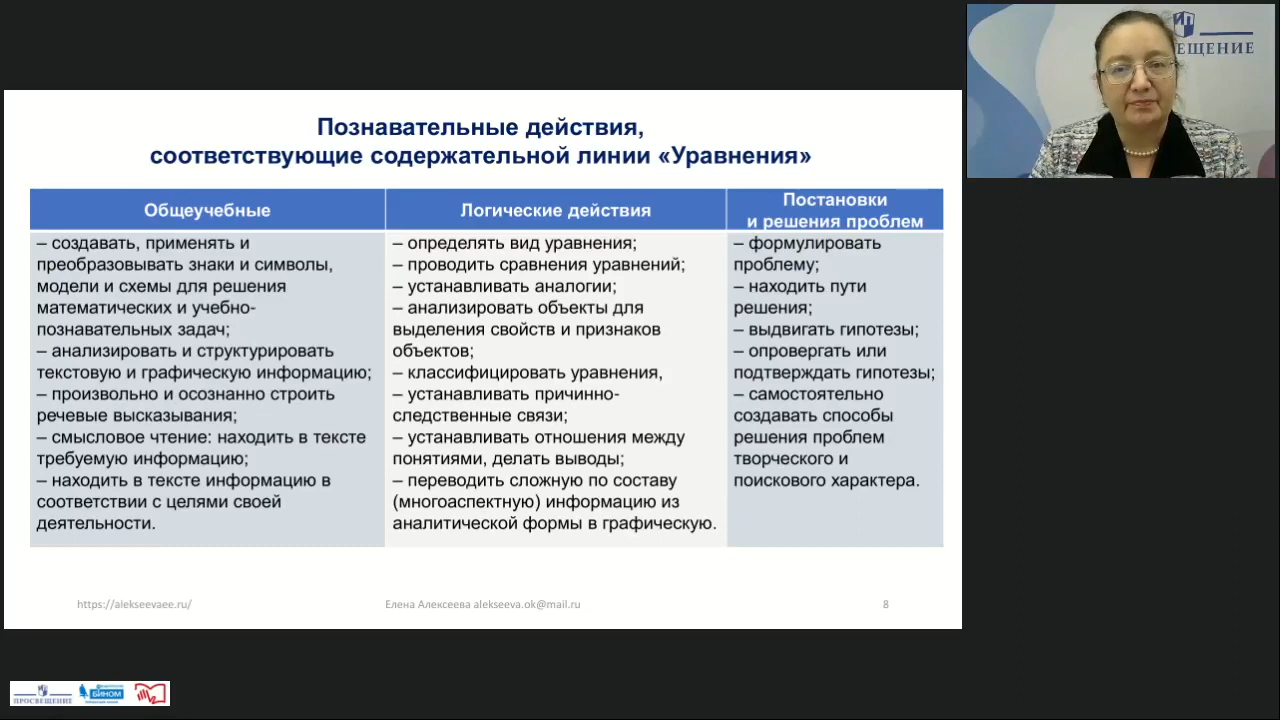 ЕЩЕНИЕ
Познавательные действия,
соответствующие содержательной линии «Уравнения»
Общеучебные
– создавать, применять и
преобразовывать знаки и символы,
модели и схемы для решения
математических и учебно-
познавательных задач;
– анализировать и структурировать
текстовую и графическую информацию;
– произвольно и осознанно строить
речевые высказывания;
– смысловое чтение: находить в тексте
требуемую информацию;
– находить в тексте информацию в
соответствии с целями своей
деятельности.
Логические действия
– определять вид уравнения;
– проводить сравнения уравнений;
– устанавливать аналогии;
– анализировать объекты для
выделения свойств и признаков
объектов;
– классифицировать уравнения,
– устанавливать причинно-
следственные связи;
– устанавливать отношения между
понятиями, делать выводы;
– переводить сложную по составу
(многоаспектную) информацию из
аналитической формы в графическую.
Постановки
и решения проблем
– формулировать
проблему;
– находить пути
решения;
– выдвигать гипотезы;
– опровергать или
подтверждать гипотезы;
– самостоятельно
создавать способы
решения проблем
творческого и
поискового характера.
https://alekseevaee.ru/
Елена Алексеева alekseeva.ok@mail.ru
8
ПРОСВЕЩЕНИЕ
БИНОМ